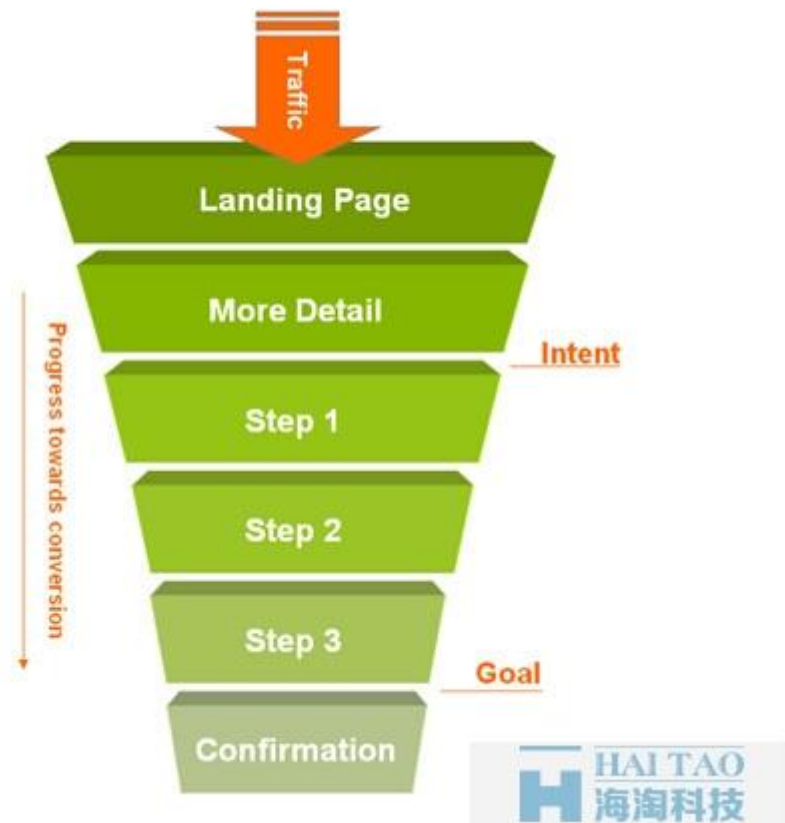 Traffic
Landing Page
More Detail
Intent
Progress towards conversion
Step 1
Step 2
Step 3
Goal
Confirmation
HAI TAO
海淘科技